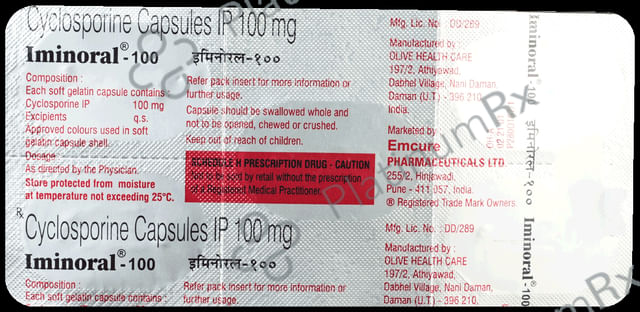 Cyclosporine Capsules IP 100 mg
Iminoral®-100 इमिनोरल-१००
Composition :
Each soft gelatin capsule contains :
Cyclosporine IP 100 mg
Excipients q.s.
Approved colours used in soft
gelatin capsule shell.
Dosage
As directed by the Physician.
Store protected from moisture
at temperature not exceeding 25°C.
Refer pack insert for more information or
further usage.
Capsule should be swallowed whole and
not to be opened, chewed or crushed.
Keep out of reach of children.
SCHEDULE H PRESCRIPTION DRUG - CAUTION
Not to be sold by retail without the prescription
of a Registered Medical Practitioner.
Mfg. Lic. No : DD/289
Manufactured by :
OLIVE HEALTH CARE
197/2, Athiyawad,
Dabhel Village, Nani Daman,
Daman (U.T) - 396 210,
India.
Marketed by
Emcure
PHARMACEUTICALS LTD.
255/2, Hinjawadi,
Pune - 411 057, India.
® Registered Trade Mark Owners
Iminoral®-100 इमिनोरल-१०० Iminoral®-100
Rx
Cyclosporine Capsules IP 100 mg
Iminoral®-100 इमिनोरल-१००
Composition :
Each soft gelatin capsule contains :
Refer pack insert for more information or
further usage.
Mfg. Lic. No. : DD/289
Manufactured by :
OLIVE HEALTH CARE
197/2, Athiyawad,
Dabhel Village, Nani Daman,
Daman (U.T) - 396 210,
PlatinumRx